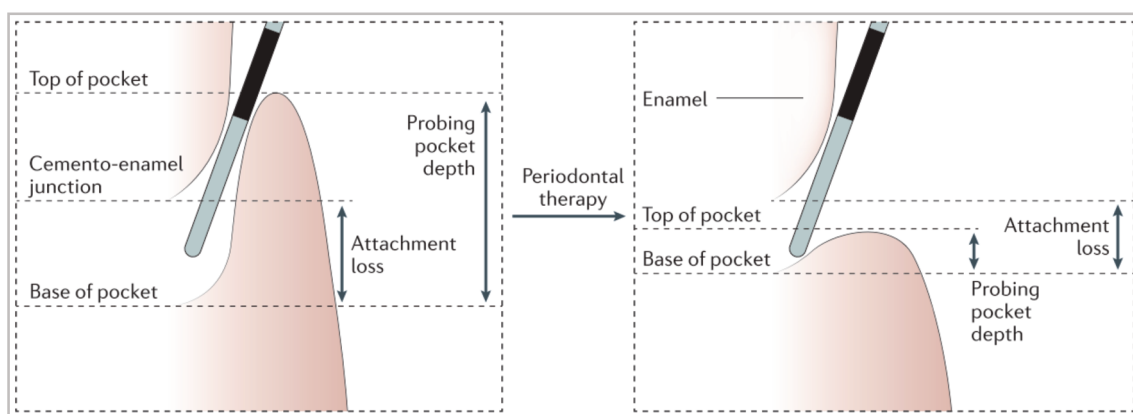 Top of pocket
Cemento-enamel
junction
Base of pocket
Attachment
loss
Probing
pocket
depth
Periodontal
therapy
Enamel
Top of pocket
Base of pocket
Attachment
loss
Probing
pocket
depth